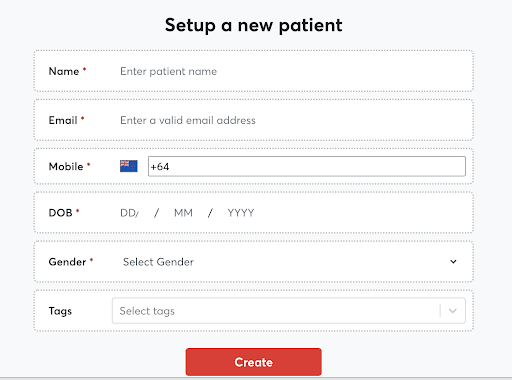 Setup a new patient
Name * Enter patient name
Email * Enter a valid email address
Mobile * +64
DOB * DD/ / MM / YYYY
Gender * Select Gender
Tags Select tags
Create